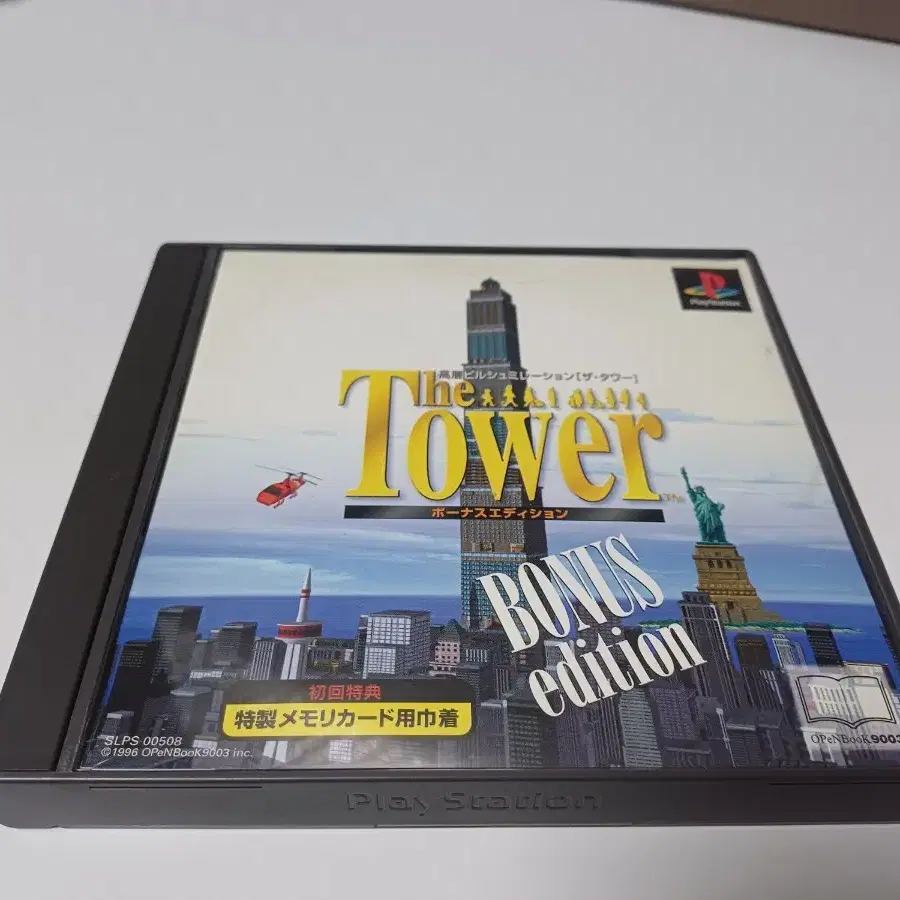 PlayStation
高層ビルシュミレーション[ザ・タワー]
The
Tower
TM
ボーナスエディション
BONUS
edition
初回特典
特製メモリカード用巾着
SLPS 00508
©1996 OPeNBooK9003 inc.
OPeNBooK9003
PlayStation